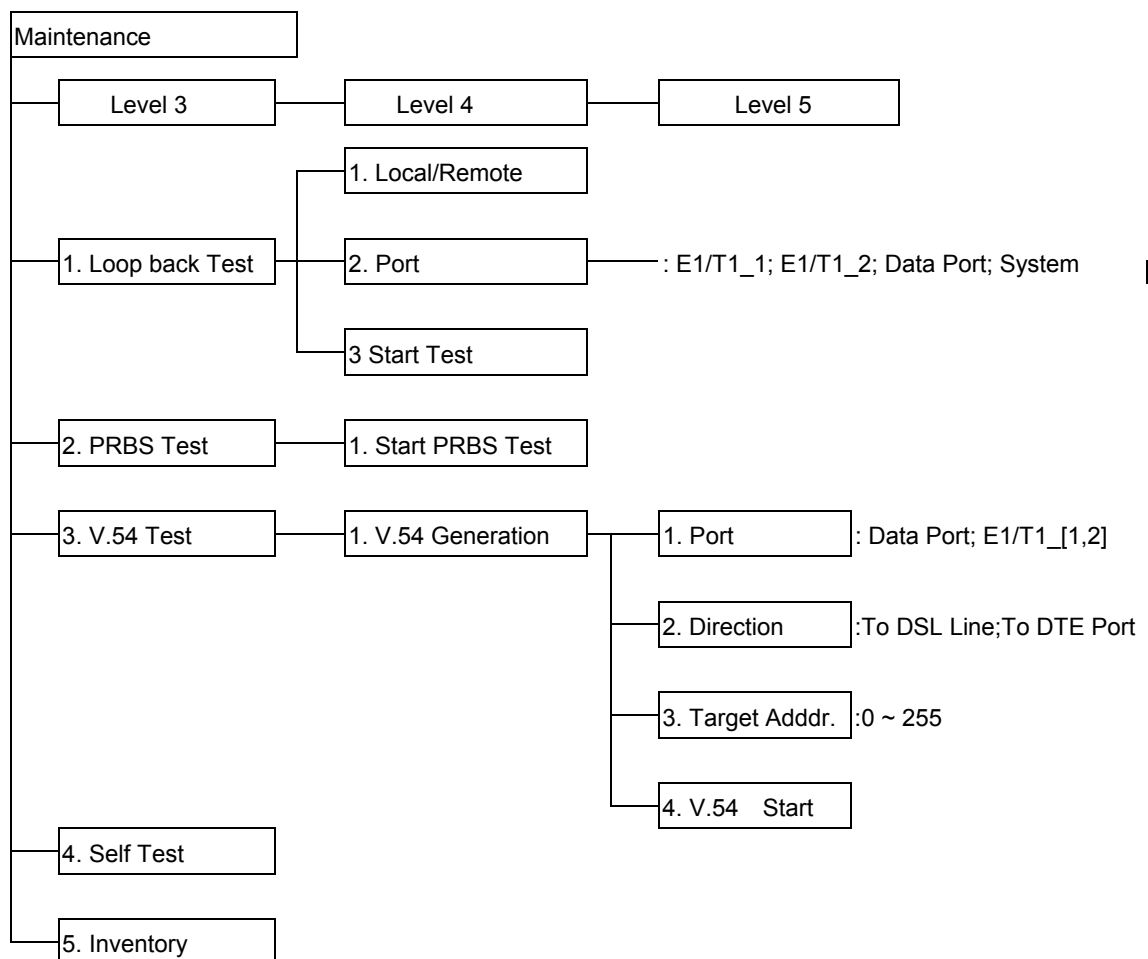 Maintenance
Level 3 Level 4 Level 5
1. Local/Remote
1. Loop back Test 2. Port : E1/T1_1; E1/T1_2; Data Port; System
3 Start Test
2. PRBS Test 1. Start PRBS Test
3. V.54 Test 1. V.54 Generation 1. Port : Data Port; E1/T1_[1,2]
2. Direction :To DSL Line;To DTE Port
3. Target Adddr. :0 ~ 255
4. V.54 Start
4. Self Test
5. Inventory